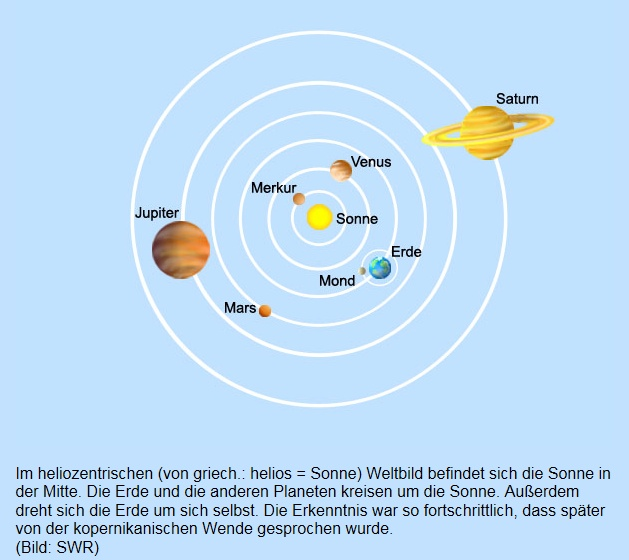 Saturn
Venus
Merkur
Jupiter
Sonne
Erde
Mond
Mars
Im heliozentrischen (von griech.: helios = Sonne) Weltbild befindet sich die Sonne in
der Mitte. Die Erde und die anderen Planeten kreisen um die Sonne. Außerdem
dreht sich die Erde um sich selbst. Die Erkenntnis war so fortschrittlich, dass später
von der kopernikanischen Wende gesprochen wurde.
(Bild: SWR)